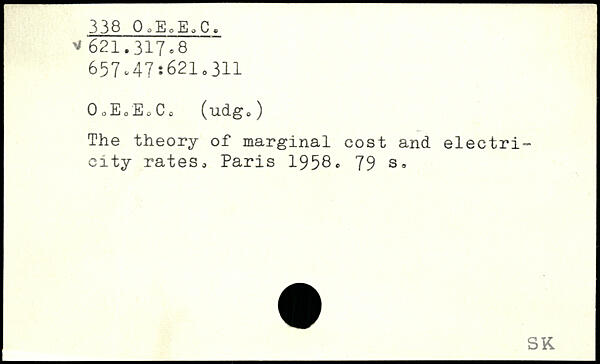 338 O.E.E.C.
✓ 621.317.8
657.47:621.311
O.E.E.C. (udg.)
The theory of marginal cost and electri-
city rates. Paris 1958. 79 s.
SK